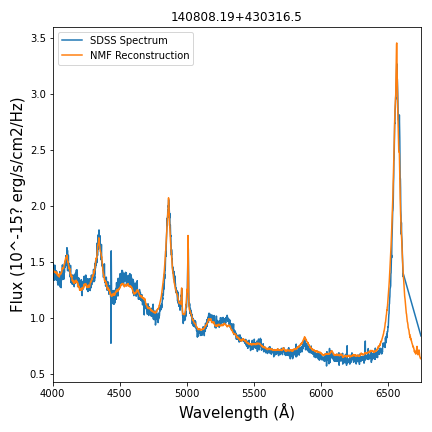 140808.19+430316.5
SDSS Spectrum
NMF Reconstruction
Flux (10^-15? erg/s/cm2/Hz)
3.5
3.0
2.5
2.0
1.5
1.0
0.5
4000 4500 5000 5500 6000 6500
Wavelength (Å)